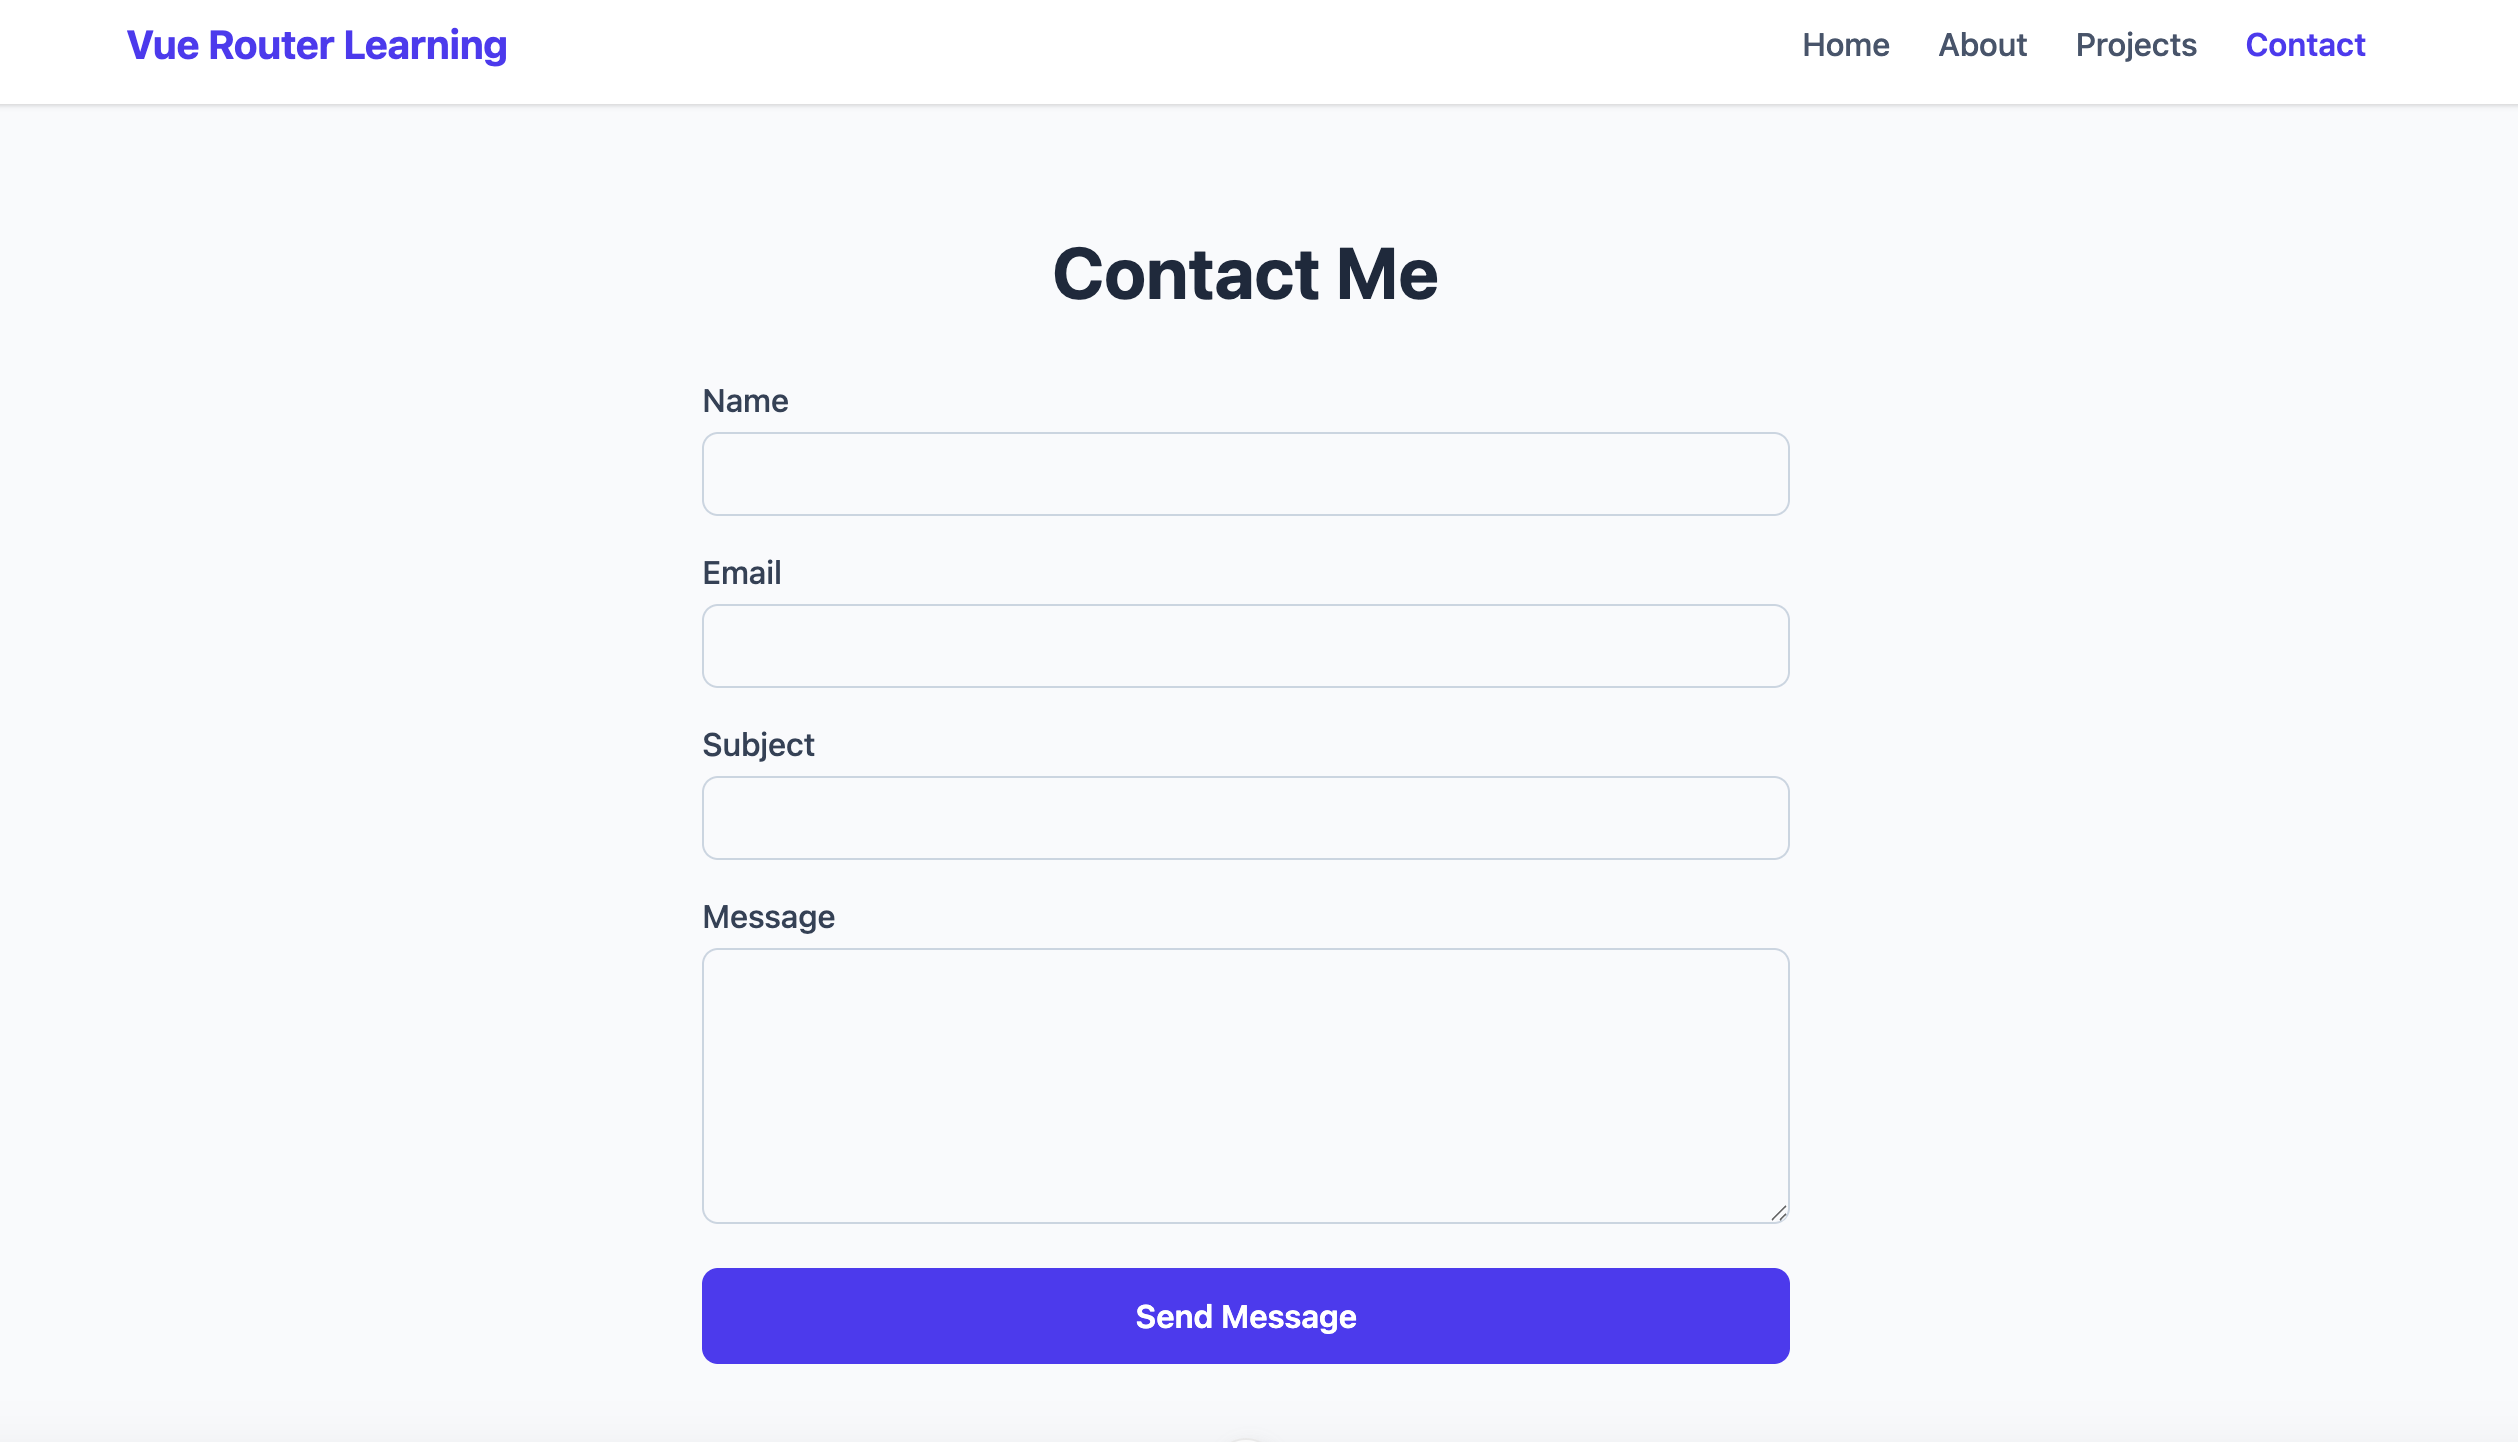 Vue Router Learning
Home About Projects Contact
Contact Me
Name
Email
Subject
Message
Send Message